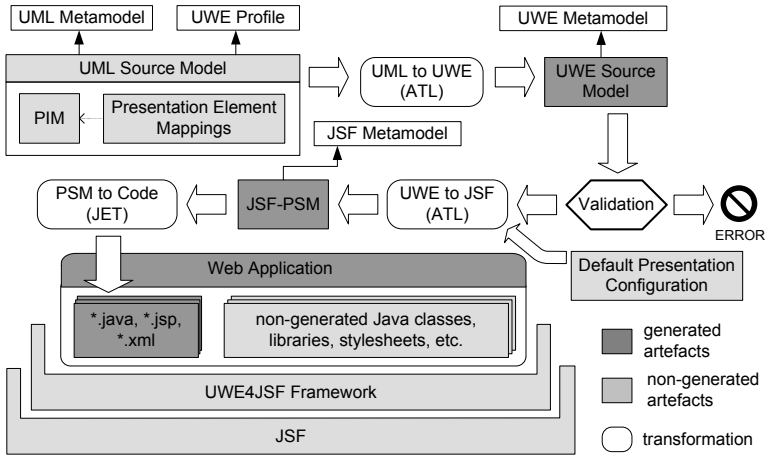 UML Metamodel
UWE Profile
UWE Metamodel
UML Source Model
PIM
Presentation Element
Mappings
UML to UWE
(ATL)
UWE Source
Model
JSF Metamodel
PSM to Code
(JET)
JSF-PSM
UWE to JSF
(ATL)
Validation
ERROR
Default Presentation
Configuration
Web Application
*.java, *.jsp,
*.xml
non-generated Java classes,
libraries, stylesheets, etc.
UWE4JSF Framework
JSF
generated
artefacts
non-generated
artefacts
transformation